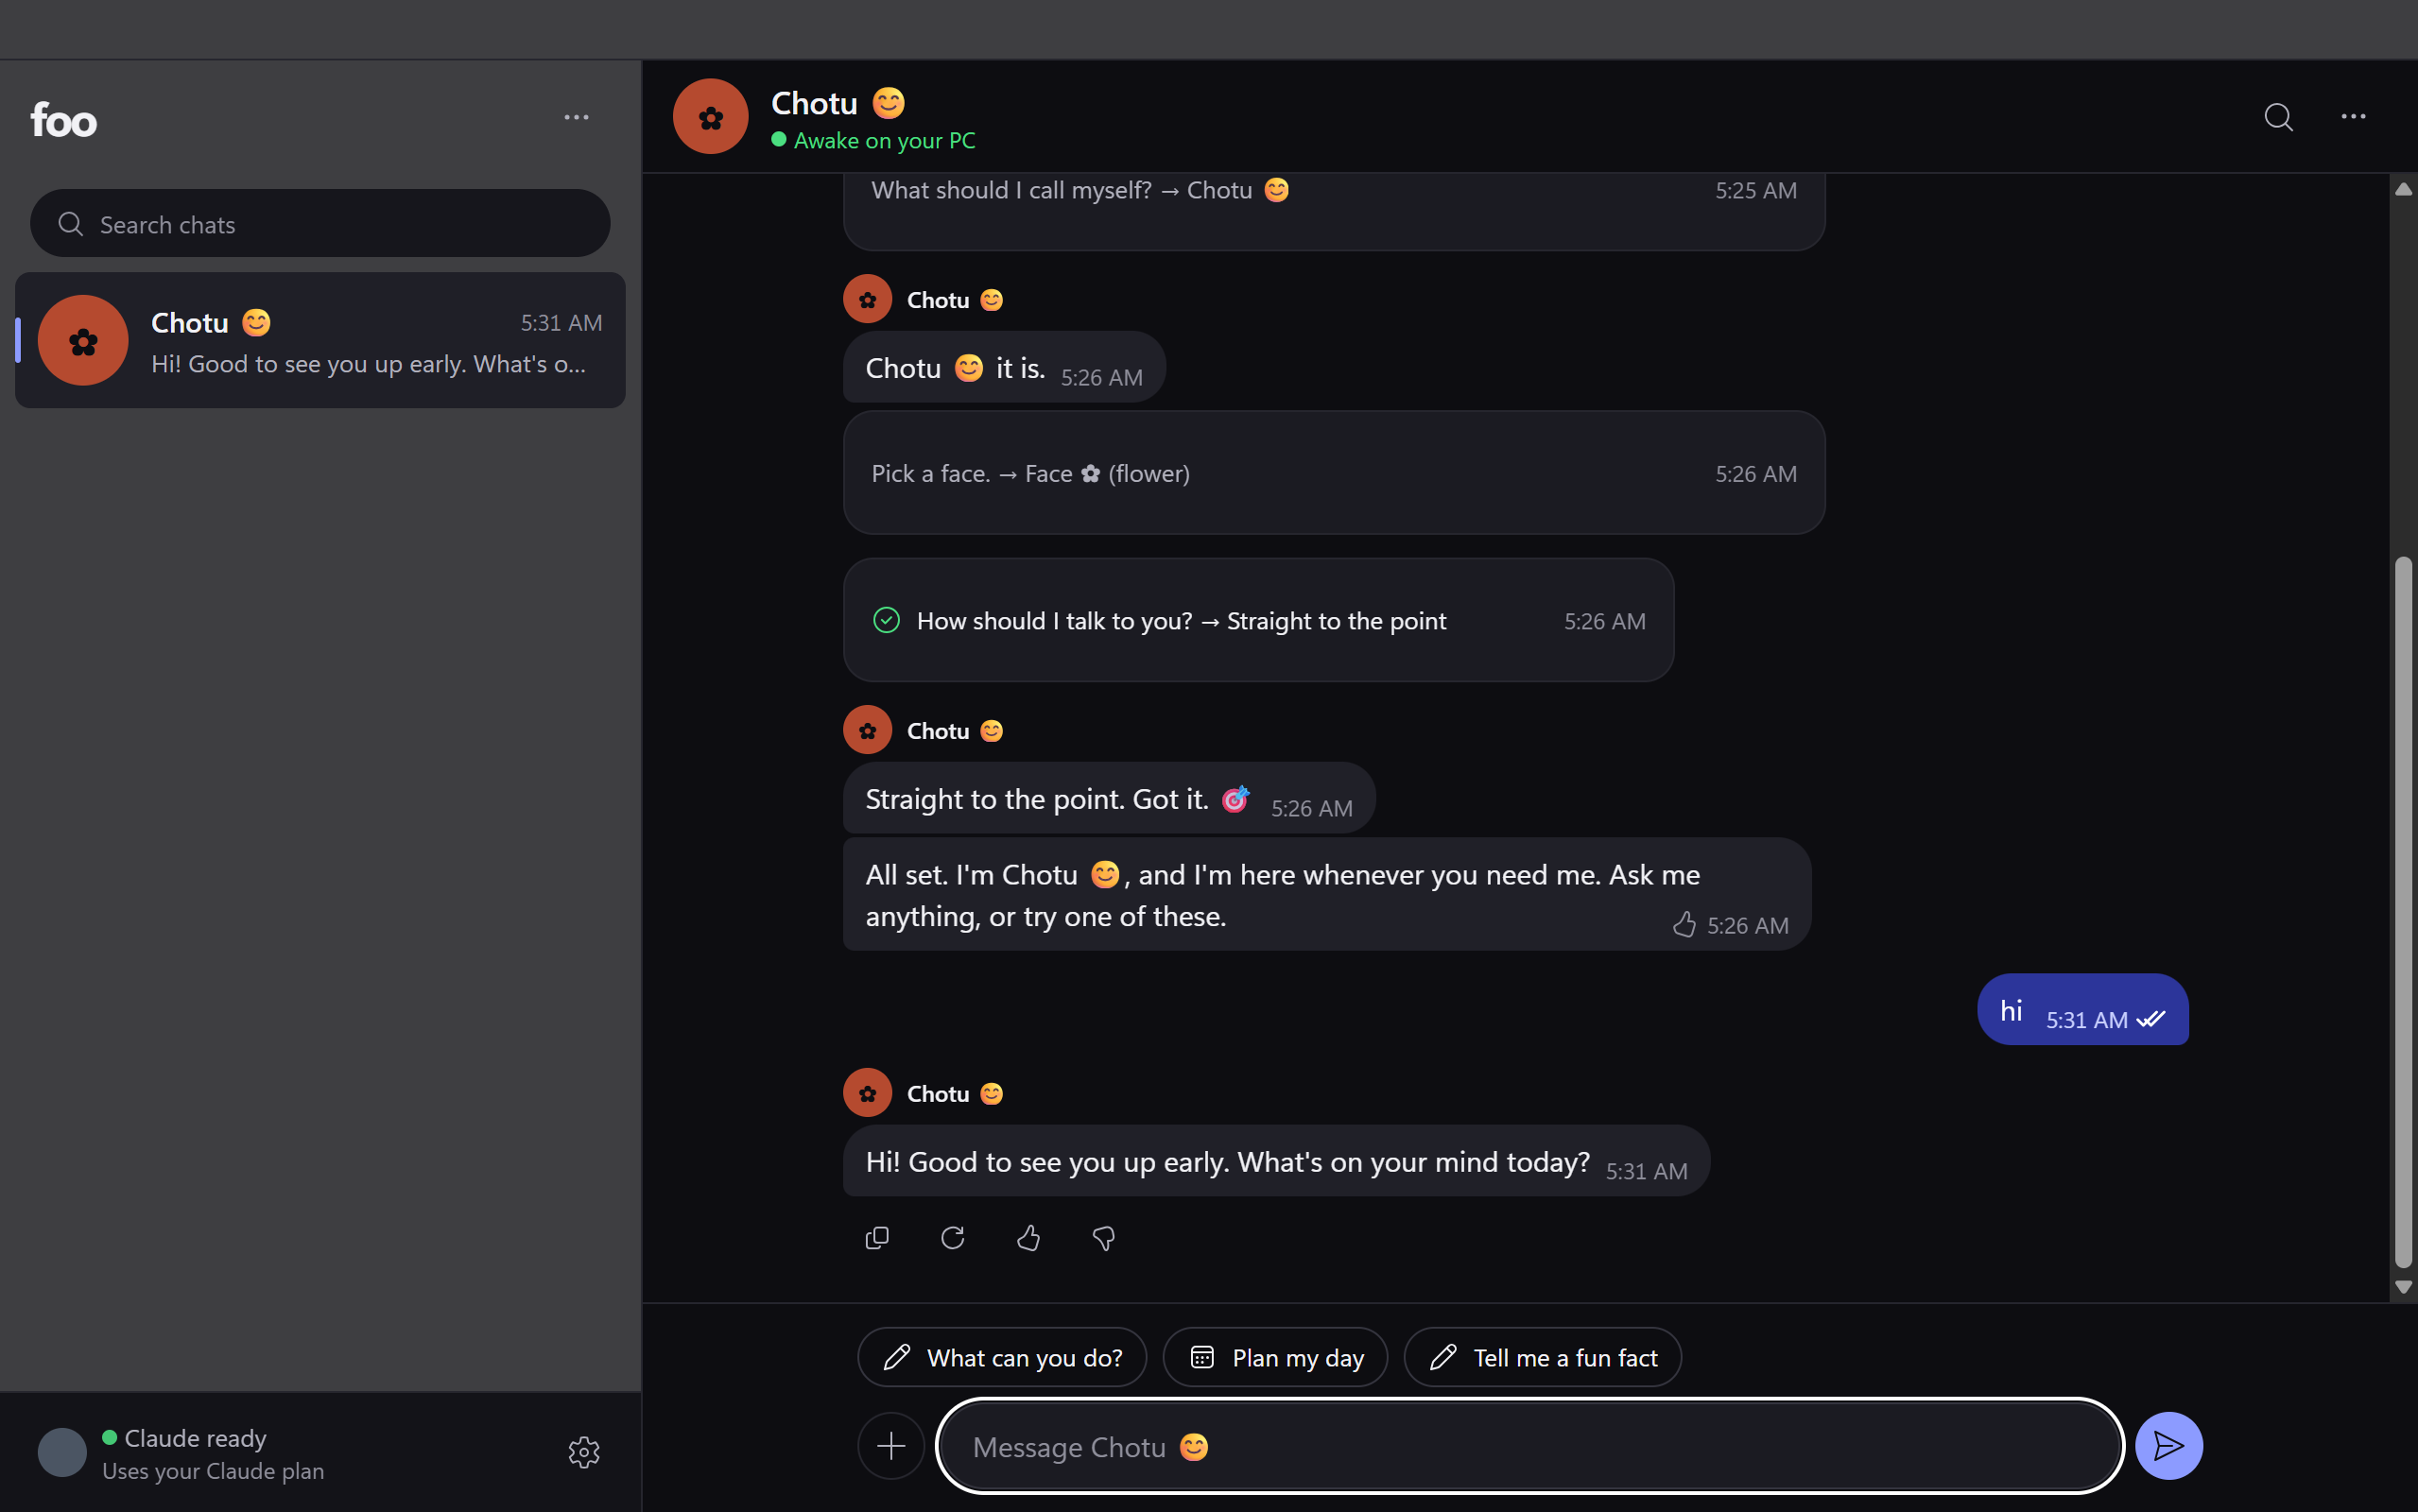 foo
Search chats
Chotu 😊 5:31 AM
Hi! Good to see you up early. What's o...
Claude ready
Uses your Claude plan
Chotu 😊
Awake on your PC
What should I call myself? → Chotu 😊 5:25 AM
Chotu 😊
Chotu 😊 it is. 5:26 AM
Pick a face. → Face ✿ (flower) 5:26 AM
How should I talk to you? → Straight to the point 5:26 AM
Chotu 😊
Straight to the point. Got it. 🎯 5:26 AM
All set. I'm Chotu 😊, and I'm here whenever you need me. Ask me
anything, or try one of these. 5:26 AM
hi 5:31 AM
Chotu 😊
Hi! Good to see you up early. What's on your mind today? 5:31 AM
What can you do? Plan my day Tell me a fun fact
Message Chotu 😊